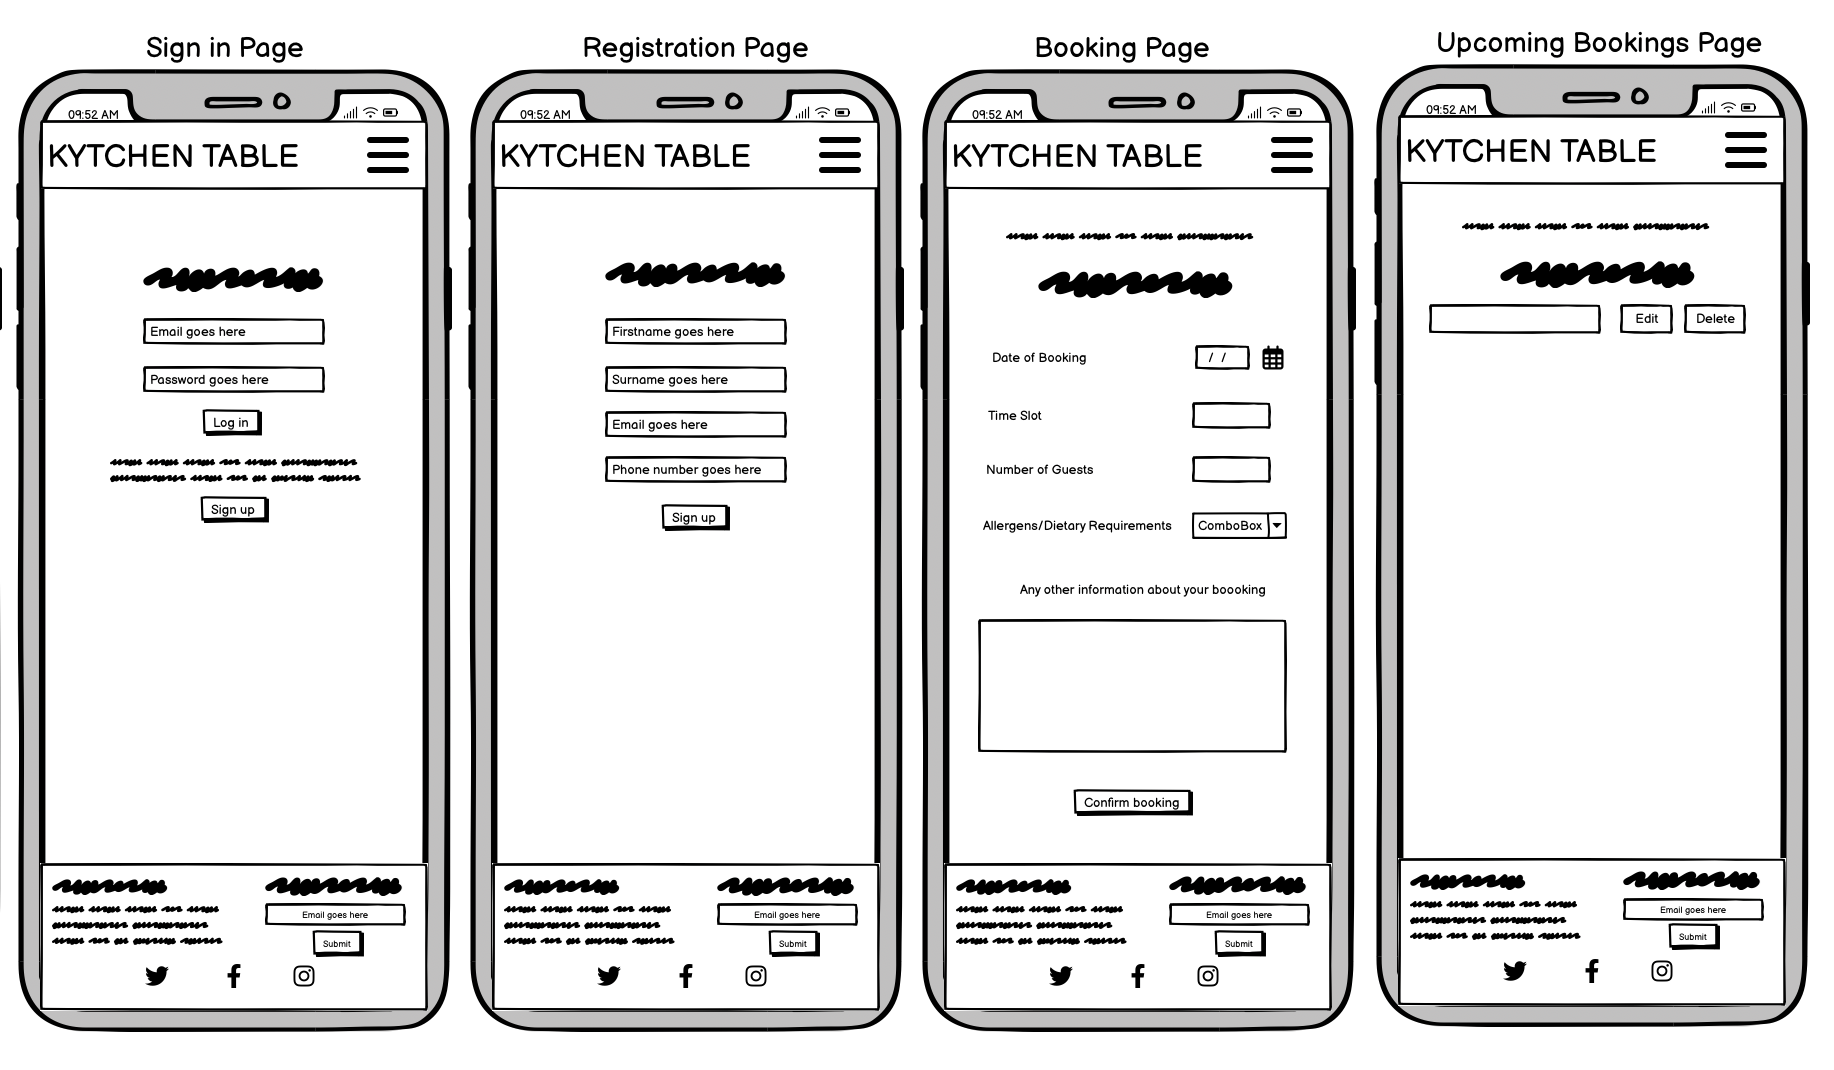 Sign in Page
09:52 AM
KYTCHEN TABLE
Email goes here
Password goes here
Log in
Sign up
Email goes here
Submit
Registration Page
09:52 AM
KYTCHEN TABLE
Firstname goes here
Surname goes here
Email goes here
Phone number goes here
Sign up
Email goes here
Submit
Booking Page
09:52 AM
KYTCHEN TABLE
Date of Booking / /
Time Slot
Number of Guests
Allergens/Dietary Requirements ComboBox
Any other information about your boooking
Confirm booking
Email goes here
Submit
Upcoming Bookings Page
09:52 AM
KYTCHEN TABLE
Edit Delete
Email goes here
Submit